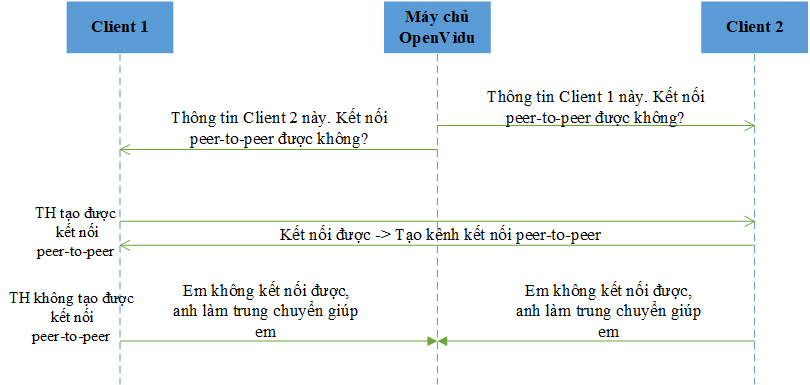 Client 1
Máy chủ
OpenVidu
Client 2
Thông tin Client 1 này. Kết nối
peer-to-peer được không?
Thông tin Client 2 này. Kết nối
peer-to-peer được không?
TH tạo được
kết nối
peer-to-peer
Kết nối được -> Tạo kênh kết nối peer-to-peer
TH không tạo được
kết nối
peer-to-peer
Em không kết nối được,
anh làm trung chuyển giúp
em
Em không kết nối được,
anh làm trung chuyển giúp
em